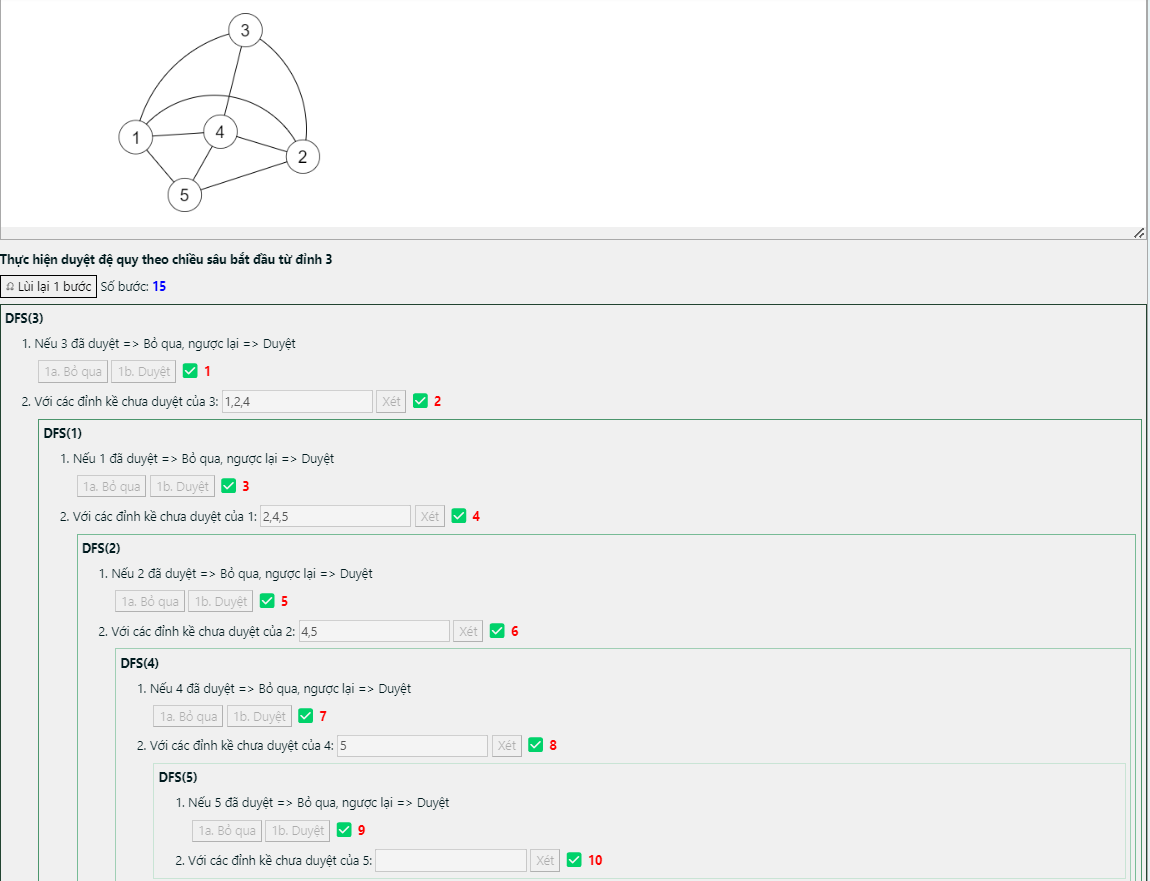 3
1
4
2
5
Thực hiện duyệt đệ quy theo chiều sâu bắt đầu từ đỉnh 3
Lùi lại 1 bước Số bước: 15
DFS(3)
1. Nếu 3 đã duyệt => Bỏ qua, ngược lại => Duyệt
1a. Bỏ qua 1b. Duyệt 1
2. Với các đỉnh kề chưa duyệt của 3: 1,2,4 Xét 2
DFS(1)
1. Nếu 1 đã duyệt => Bỏ qua, ngược lại => Duyệt
1a. Bỏ qua 1b. Duyệt 3
2. Với các đỉnh kề chưa duyệt của 1: 2,4,5 Xét 4
DFS(2)
1. Nếu 2 đã duyệt => Bỏ qua, ngược lại => Duyệt
1a. Bỏ qua 1b. Duyệt 5
2. Với các đỉnh kề chưa duyệt của 2: 4,5 Xét 6
DFS(4)
1. Nếu 4 đã duyệt => Bỏ qua, ngược lại => Duyệt
1a. Bỏ qua 1b. Duyệt 7
2. Với các đỉnh kề chưa duyệt của 4: 5 Xét 8
DFS(5)
1. Nếu 5 đã duyệt => Bỏ qua, ngược lại => Duyệt
1a. Bỏ qua 1b. Duyệt 9
2. Với các đỉnh kề chưa duyệt của 5: Xét 10